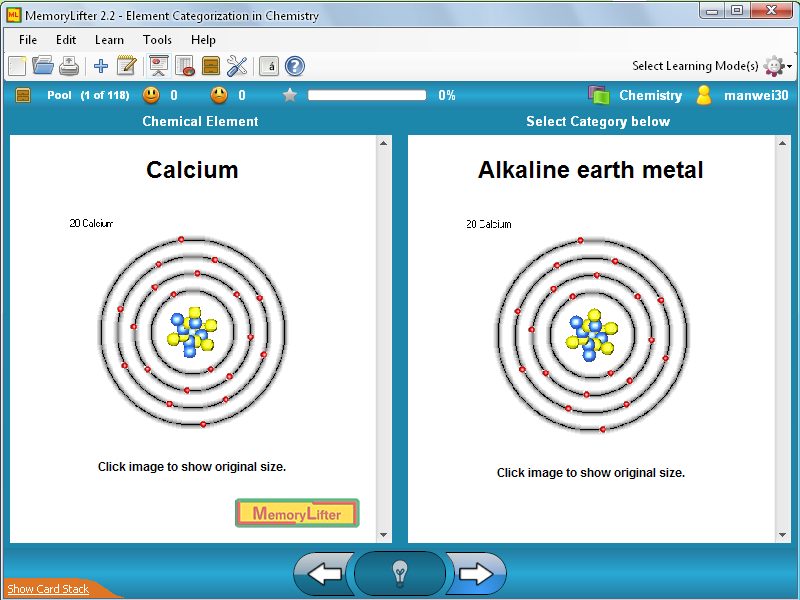 MemoryLifter 2.2 - Element Categorization in Chemistry
File Edit Learn Tools Help
á ?
Select Learning Mode(s)
Pool (1 of 118) 0 0 0% Chemistry manwei30
Chemical Element
Select Category below
Calcium
20 Calcium
Click image to show original size.
MemoryLifter
Alkaline earth metal
20 Calcium
Click image to show original size.
Show Card Stack